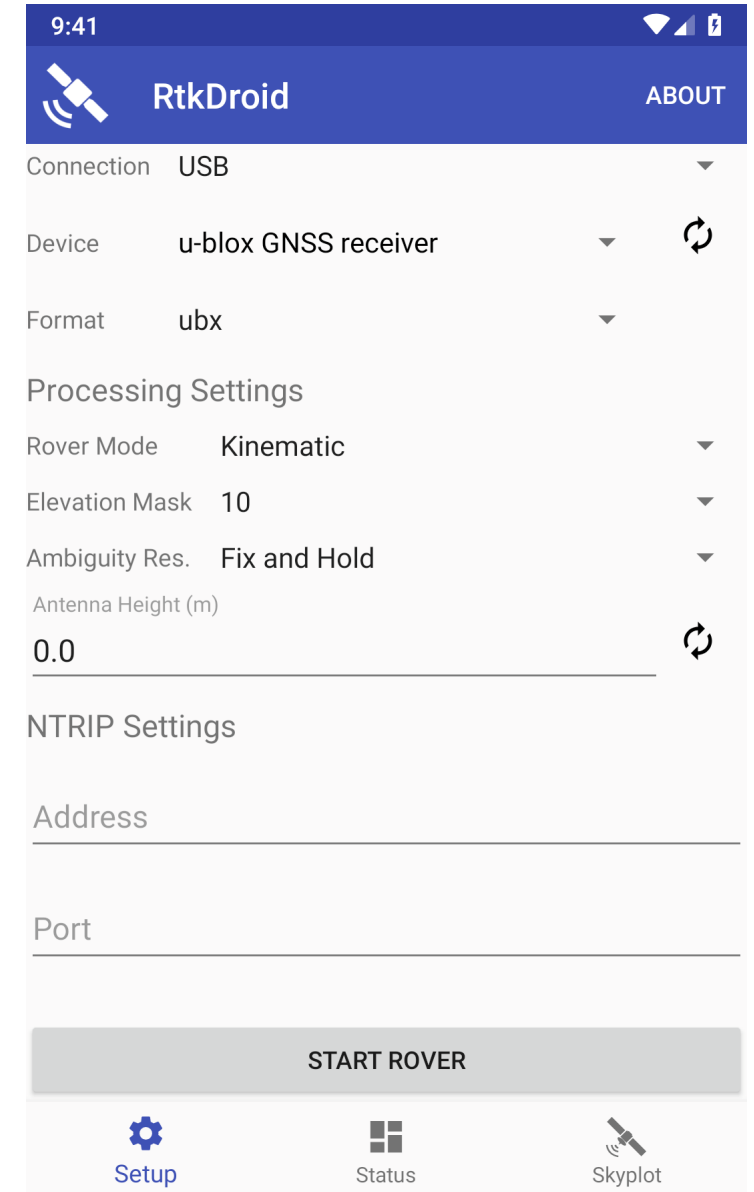 9:41
RtkDroid ABOUT
Connection USB
Device u-blox GNSS receiver
Format ubx
Processing Settings
Rover Mode Kinematic
Elevation Mask 10
Ambiguity Res. Fix and Hold
Antenna Height (m)
0.0
NTRIP Settings
Address
Port
START ROVER
Setup Status Skyplot